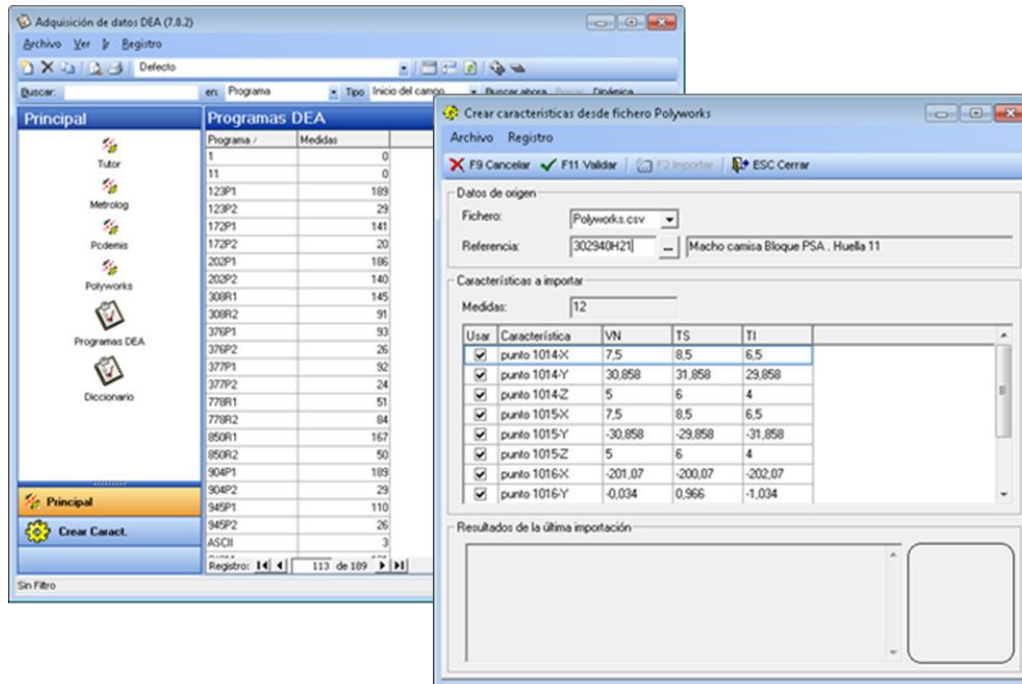 Adquisición de datos DEA (7.8.2)
Archivo Ver Ir Registro
Defecto
Buscar: en: Programa Tipo Inicio del campo Buscar ahora Borrar Dinámica
Principal
Tutor
Metrolog
Pcdemis
Polyworks
Programas DEA
Diccionario
Principal
Crear Caract.
Sin Filtro
Programas DEA
Programa / Medidas
1 0
11 0
123P1 189
123P2 29
172P1 141
172P2 20
202P1 186
202P2 140
308R1 145
308R2 91
376P1 93
376P2 26
377P1 92
377P2 24
778R1 51
778R2 84
850R1 167
850R2 50
904P1 189
904P2 29
945P1 110
945P2 26
ASCII 3
Registro: 113 de 189
Crear características desde fichero Polyworks
Archivo Registro
F9 Cancelar F11 Validar F2 Importar ESC Cerrar
Datos de origen
Fichero: Polyworks.csv
Referencia: 302940H21 ... Macho camisa Bloque PSA . Huella 11
Características a importar
Medidas: 12
Usar Característica VN TS TI
punto 1014-X 7,5 8,5 6,5
punto 1014-Y 30,858 31,858 29,858
punto 1014-Z 5 6 4
punto 1015-X 7,5 8,5 6,5
punto 1015-Y -30,858 -29,858 -31,858
punto 1015-Z 5 6 4
punto 1016-X -201,07 -200,07 -202,07
punto 1016-Y -0,034 0,966 -1,034
Resultados de la última importación